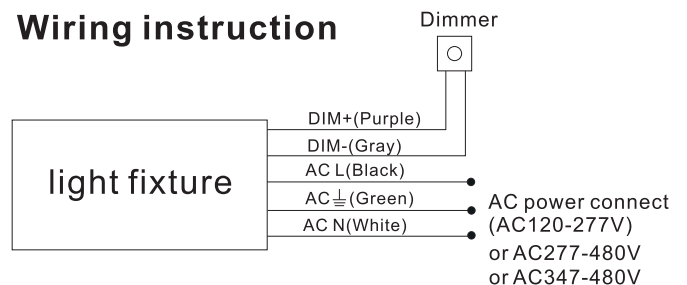 Wiring instruction
Dimmer
DIM+(Purple)
DIM-(Gray)
light fixture
AC L(Black)
AC⏚(Green)
AC N(White)
AC power connect
(AC120-277V)
or AC277-480V
or AC347-480V